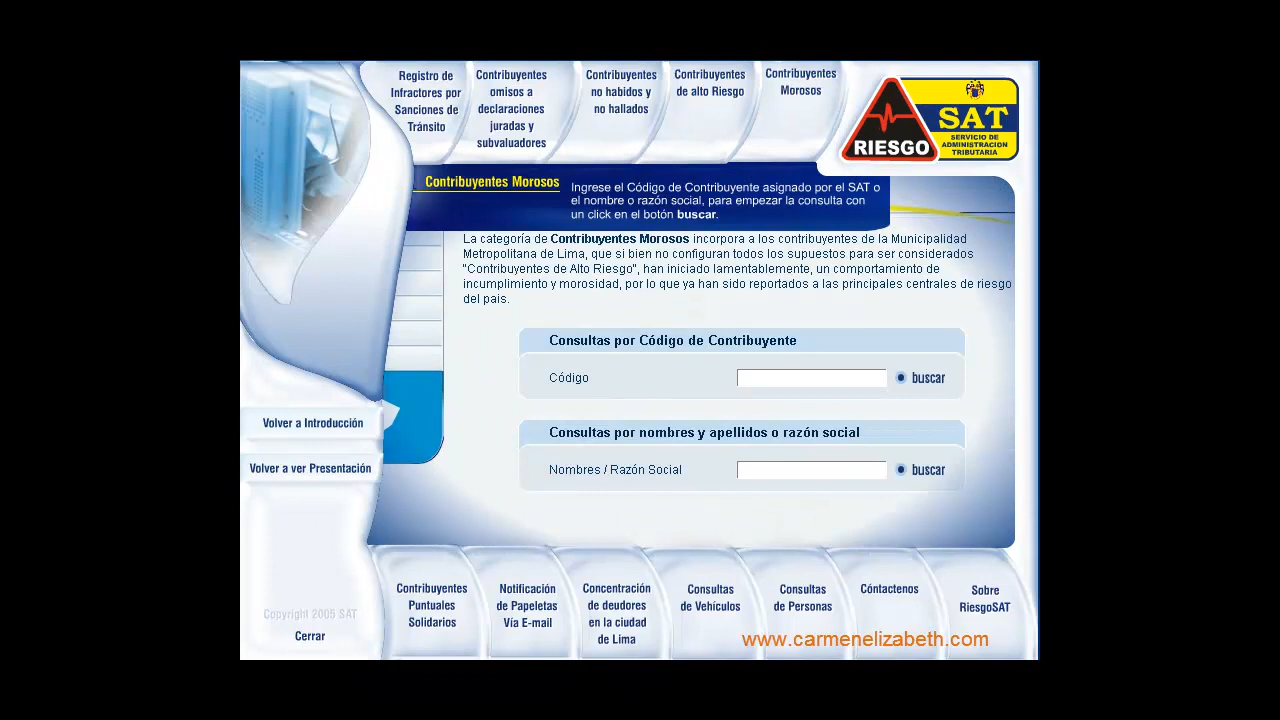 Registro de
Infractores por
Sanciones de
Tránsito
Contribuyentes
omisos a
declaraciones
juradas y
subvaluadores
Contribuyentes
no habidos y
no hallados
Contribuyentes
de alto Riesgo
Contribuyentes
Morosos
RIESGO
SAT
SERVICIO DE
ADMINISTRACION
TRIBUTARIA
Contribuyentes Morosos
Ingrese el Código de Contribuyente asignado por el SAT o
el nombre o razón social, para empezar la consulta con
un click en el botón buscar.
La categoría de Contribuyentes Morosos incorpora a los contribuyentes de la Municipalidad
Metropolitana de Lima, que si bien no configuran todos los supuestos para ser considerados
"Contribuyentes de Alto Riesgo", han iniciado lamentablemente, un comportamiento de
incumplimiento y morosidad, por lo que ya han sido reportados a las principales centrales de riesgo
del pais.
Consultas por Código de Contribuyente
Código
buscar
Consultas por nombres y apellidos o razón social
Nombres / Razón Social
buscar
Volver a Introducción
Volver a ver Presentación
Copyright 2005 SAT
Cerrar
Contribuyentes
Puntuales
Solidarios
Notificación
de Papeletas
Vía E-mail
Concentración
de deudores
en la ciudad
de Lima
Consultas
de Vehículos
Consultas
de Personas
Cóntactenos
Sobre
RiesgoSAT
www.carmenelizabeth.com